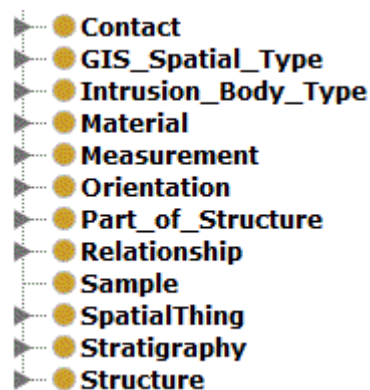 Contact
GIS_Spatial_Type
Intrusion_Body_Type
Material
Measurement
Orientation
Part_of_Structure
Relationship
Sample
SpatialThing
Stratigraphy
Structure